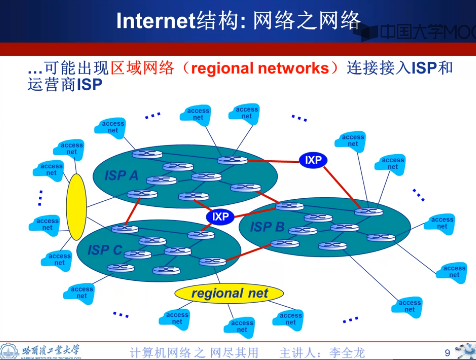 Internet结构: 网络之网络
中国大学MOOC
…可能出现区域网络（regional networks）连接接入ISP和
运营商ISP
access net
access net
access net
access net
access net
access net
access net
access net
ISP A
IXP
access net
IXP
ISP B
access net
ISP C
access net
access net
access net
regional net
access net
access net
access net
access net
哈尔滨工业大学
计算机网络之 网尽其用 主讲人：李全龙
9